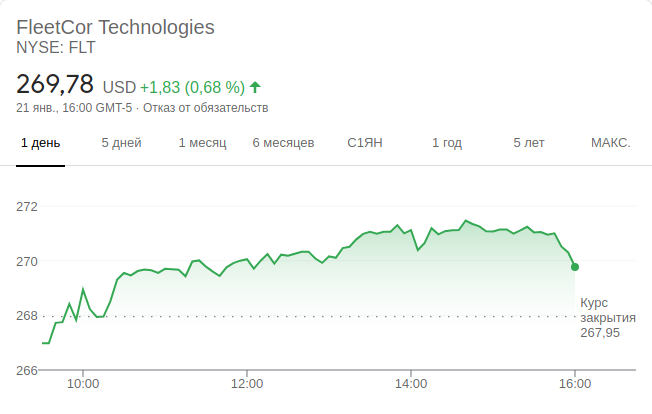 FleetCor Technologies
NYSE: FLT
269,78 USD +1,83 (0,68 %)
21 янв., 16:00 GMT-5 · Отказ от обязательств
1 день 5 дней 1 месяц 6 месяцев С1ЯН 1 год 5 лет МАКС.
272
270
268
266
Курс
закрытия
267,95
10:00 12:00 14:00 16:00